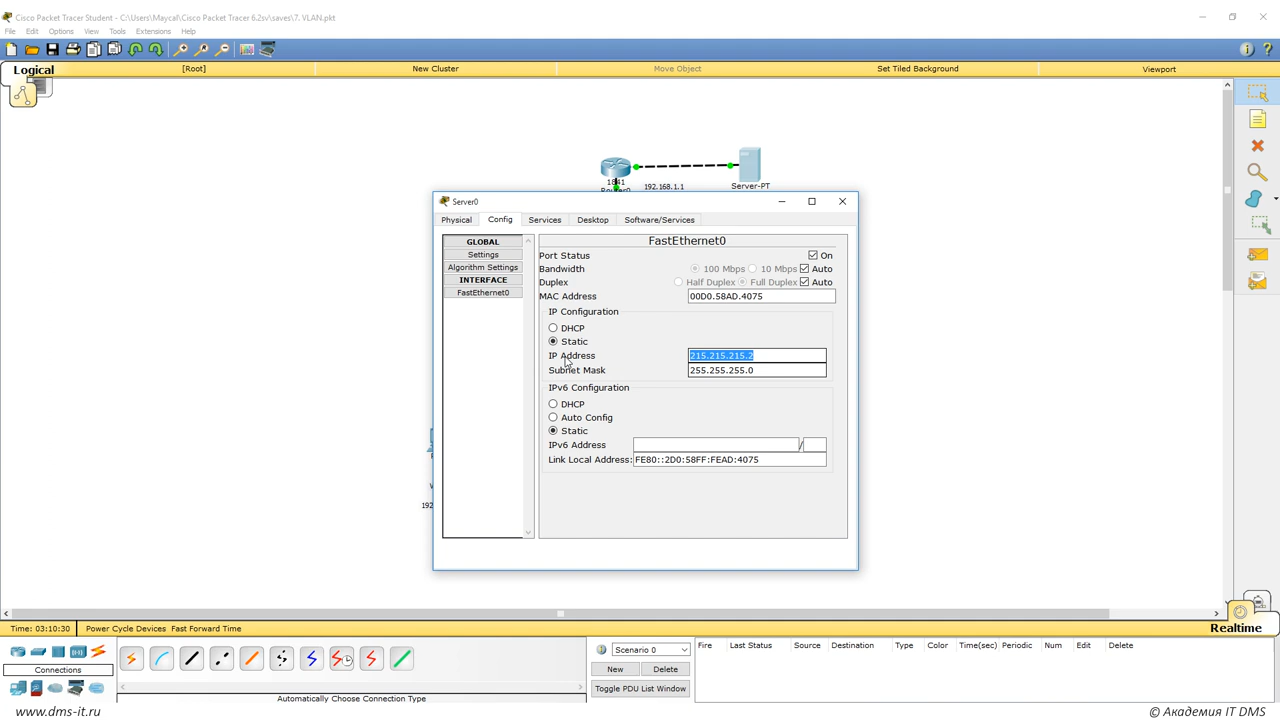 Cisco Packet Tracer Student - C:\Users\Maycal\Cisco Packet Tracer 6.2sv\saves\7. VLAN.pkt
File Edit Options View Tools Extensions Help
Logical [Root] New Cluster Move Object Set Tiled Background Viewport
1841
Router0
192.168.1.1
Server-PT
Server0
Physical Config Services Desktop Software/Services
GLOBAL
Settings
Algorithm Settings
INTERFACE
FastEthernet0
FastEthernet0
Port Status On
Bandwidth 100 Mbps 10 Mbps Auto
Duplex Half Duplex Full Duplex Auto
MAC Address 00D0.58AD.4075
IP Configuration
DHCP
Static
IP Address 215.215.215.2
Subnet Mask 255.255.255.0
IPv6 Configuration
DHCP
Auto Config
Static
IPv6 Address /
Link Local Address: FE80::2D0:58FF:FEAD:4075
192
Time: 03:10:30 Power Cycle Devices Fast Forward Time Realtime
Connections
Automatically Choose Connection Type
Scenario 0
New Delete
Toggle PDU List Window
Fire Last Status Source Destination Type Color Time(sec) Periodic Num Edit Delete
www.dms-it.ru
© Академия IT DMS